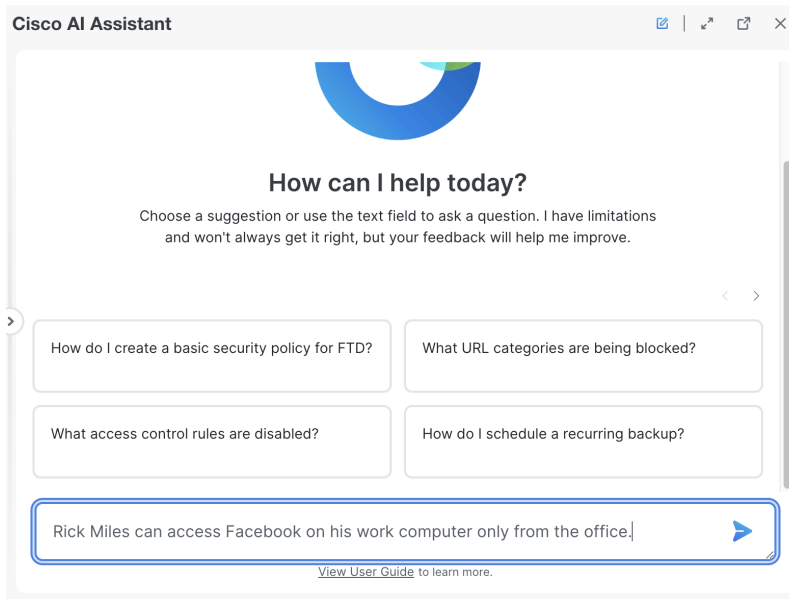 Cisco AI Assistant
How can I help today?
Choose a suggestion or use the text field to ask a question. I have limitations
and won't always get it right, but your feedback will help me improve.
How do I create a basic security policy for FTD?
What URL categories are being blocked?
What access control rules are disabled?
How do I schedule a recurring backup?
Rick Miles can access Facebook on his work computer only from the office.
View User Guide to learn more.